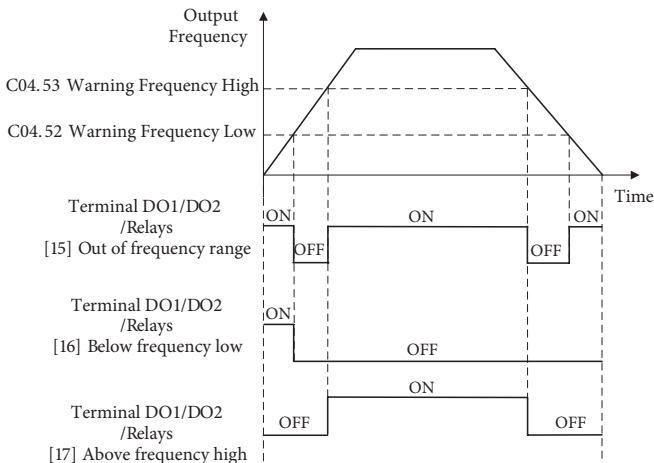 Output
Frequency
C04.53 Warning Frequency High
C04.52 Warning Frequency Low
Time
Terminal DO1/DO2
/Relays
[15] Out of frequency range
ON
OFF
ON
OFF
ON
Terminal DO1/DO2
/Relays
[16] Below frequency low
ON
OFF
Terminal DO1/DO2
/Relays
[17] Above frequency high
OFF
ON
OFF